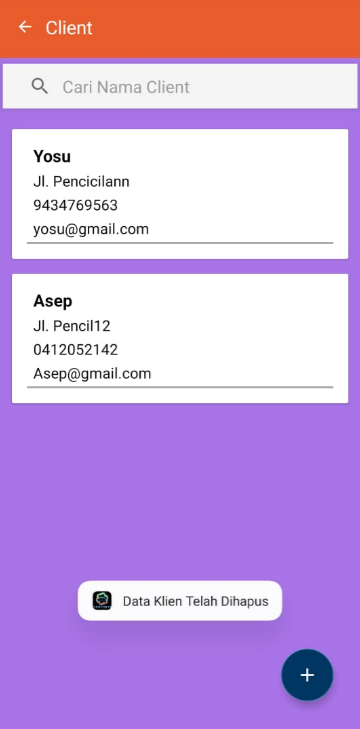 Client
Cari Nama Client
Yosu
Jl. Pencicilann
9434769563
yosu@gmail.com
Asep
Jl. Pencil12
0412052142
Asep@gmail.com
Data Klien Telah Dihapus